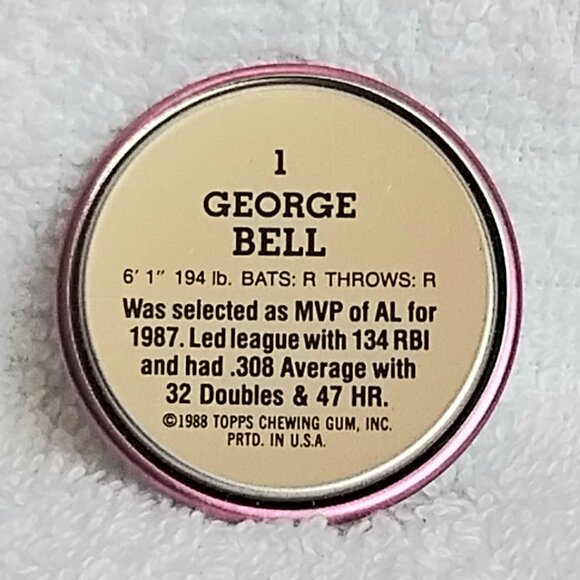 1
GEORGE
BELL
6' 1" 194 lb. BATS: R THROWS: R
Was selected as MVP of AL for
1987. Led league with 134 RBI
and had .308 Average with
32 Doubles & 47 HR.
©1988 TOPPS CHEWING GUM, INC.
PRTD. IN U.S.A.